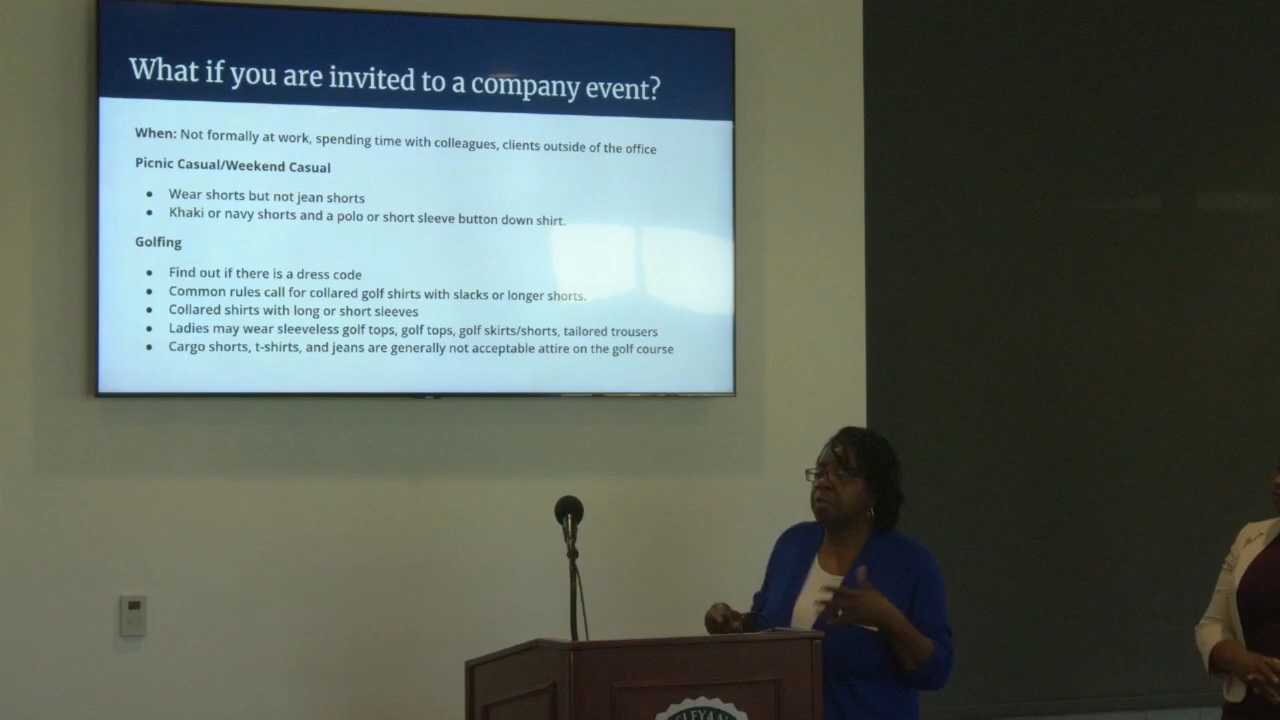 What if you are invited to a company event?
When: Not formally at work, spending time with colleagues, clients outside of the office
Picnic Casual/Weekend Casual
• Wear shorts but not jean shorts
• Khaki or navy shorts and a polo or short sleeve button down shirt.
Golfing
• Find out if there is a dress code
• Common rules call for collared golf shirts with slacks or longer shorts.
• Collared shirts with long or short sleeves
• Ladies may wear sleeveless golf tops, golf tops, golf skirts/shorts, tailored trousers
• Cargo shorts, t-shirts, and jeans are generally not acceptable attire on the golf course